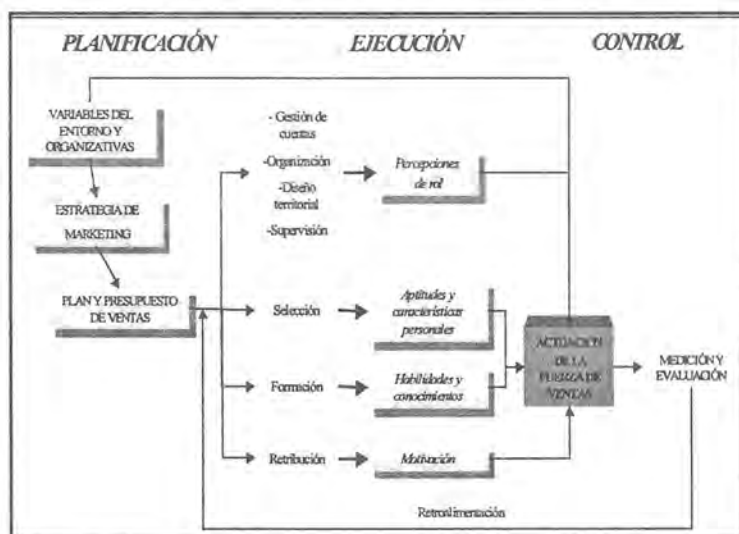 PLANIFICACIÓN
EJECUCIÓN
CONTROL
VARIABLES DEL
ENTORNO Y
ORGANIZATIVAS
ESTRATEGIA DE
MARKETING
PLAN Y PRESUPUESTO
DE VENTAS
- Gestión de
cuentas
-Organización
-Diseño
territorial
-Supervisión
Percepciones
de rol
Selección
Aptitudes y
características
personales
Formación
Habilidades y
conocimientos
Retribución
Motivación
ACTUACIÓN
DE LA
FUERZA DE
VENTAS
MEDICIÓN Y
EVALUACIÓN
Retroalimentación